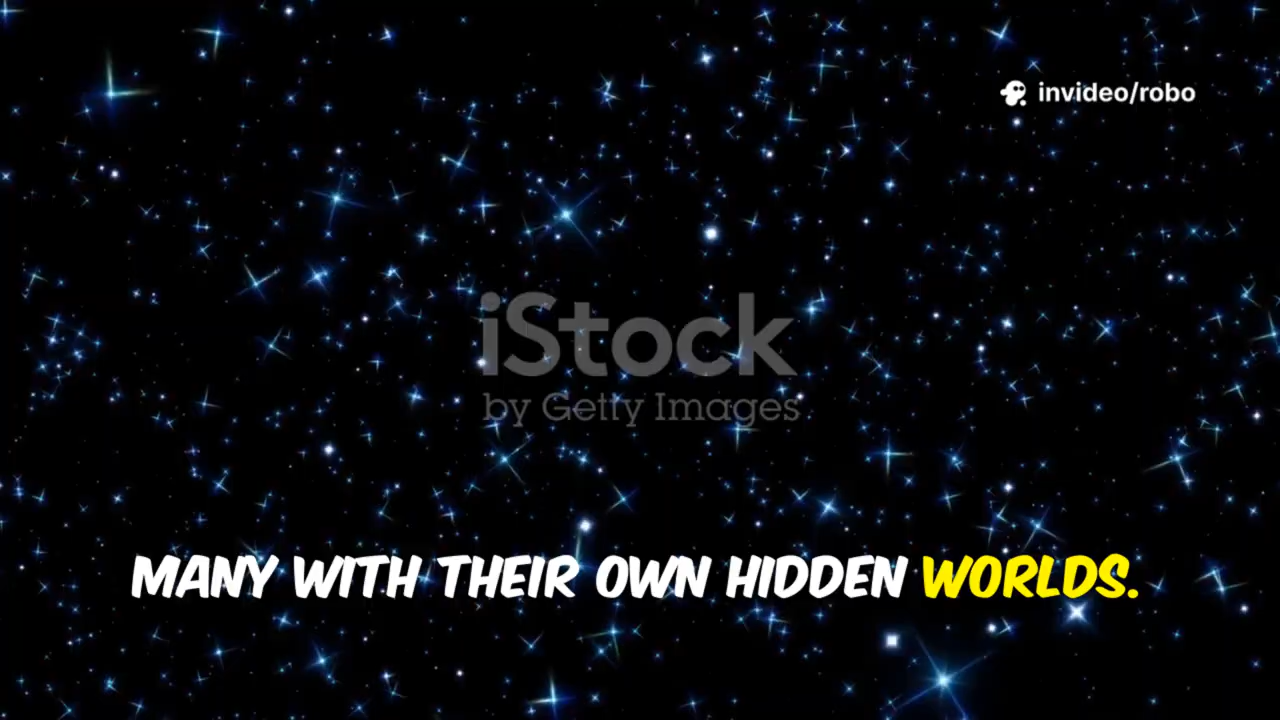 invideo/robo
iStock
by Getty Images
MANY WITH THEIR OWN HIDDEN WORLDS.